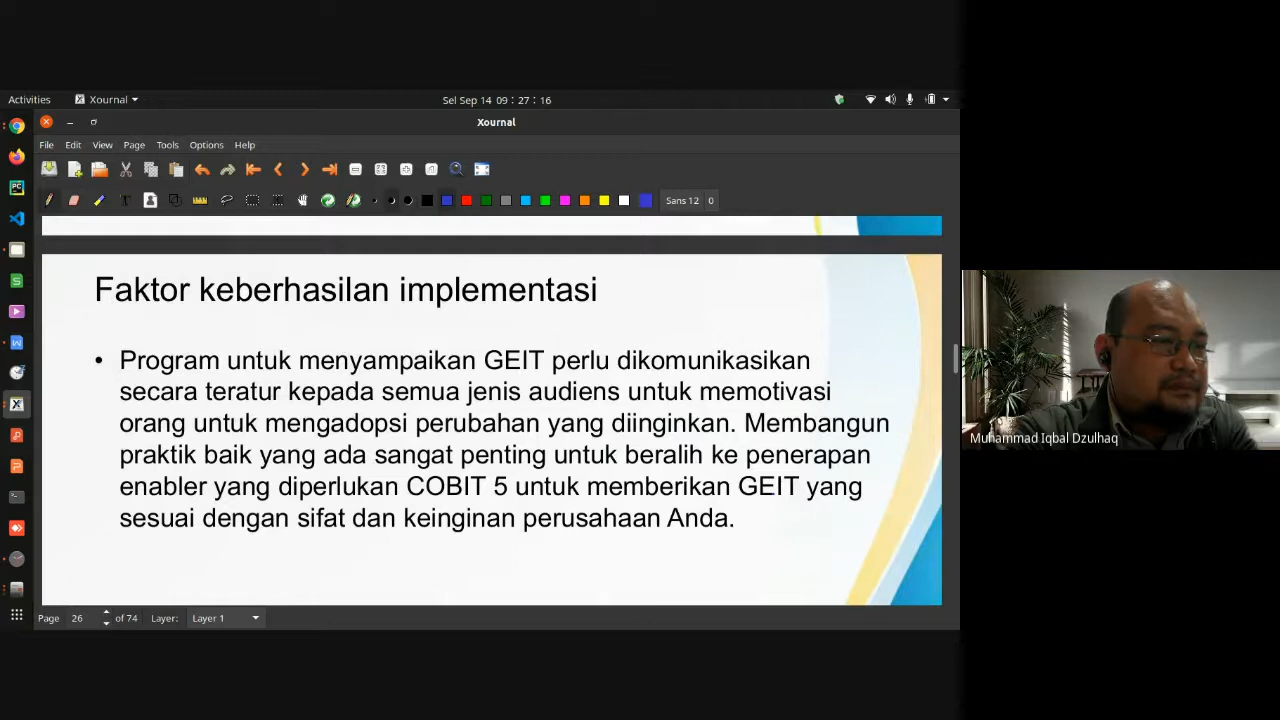 Activities Xournal Sel Sep 14 09:27:16
Xournal
File Edit View Page Tools Options Help
Sans 12 0
Faktor keberhasilan implementasi
• Program untuk menyampaikan GEIT perlu dikomunikasikan
secara teratur kepada semua jenis audiens untuk memotivasi
orang untuk mengadopsi perubahan yang diinginkan. Membangun
praktik baik yang ada sangat penting untuk beralih ke penerapan
enabler yang diperlukan COBIT 5 untuk memberikan GEIT yang
sesuai dengan sifat dan keinginan perusahaan Anda.
Page 26 of 74 Layer: Layer 1
Muhammad Iqbal Dzulhaq